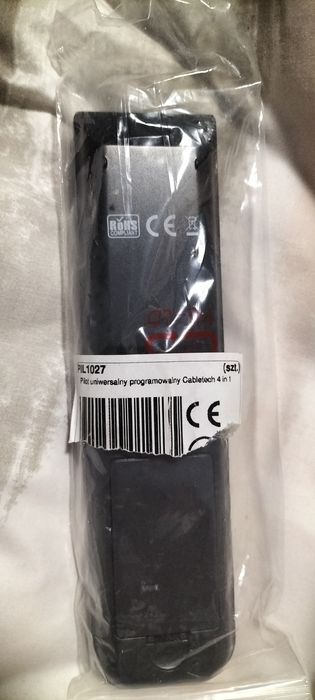 RoHS
COMPLIANT
CE
PIL1027 (szt.)
Pilot uniwersalny programowalny Cabletech 4 in 1
CE